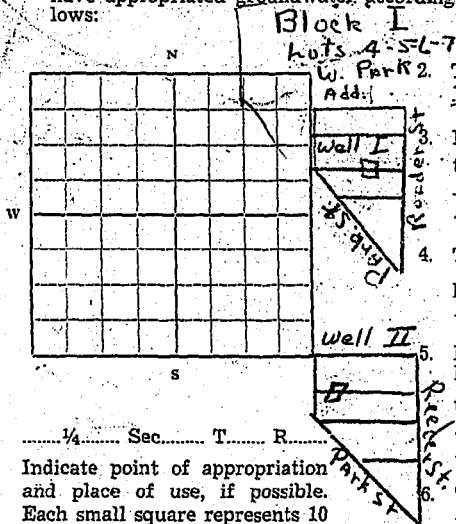 have appropriated groundwater according
lows:
Block I
Lots 4-5-6-7
W. Park
Add.
2.
N
3.
Well I
Roeder St
W
Park St
4.
Well II
5.
S
Reeder St.
Park St
6.
........¼........ Sec......... T......... R.........
Indicate point of appropriation
and place of use, if possible.
Each small square represents 10